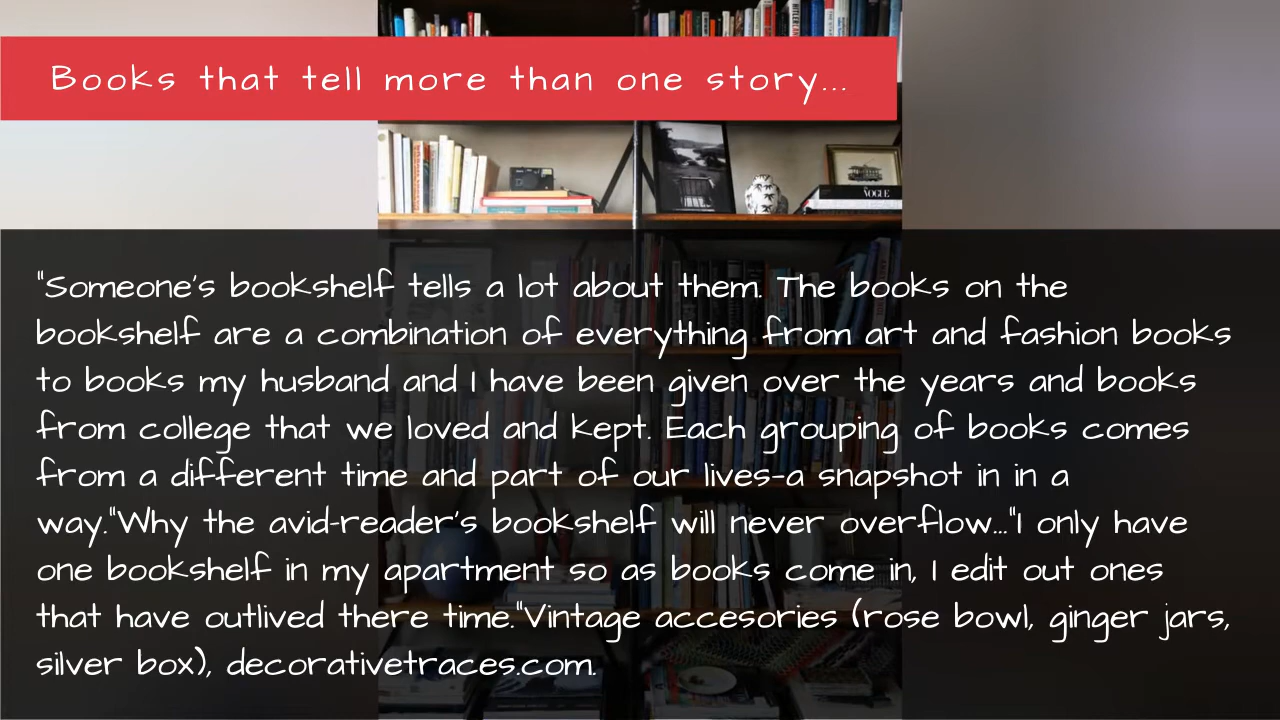 Books that tell more than one story...
VOGUE
"Someone's bookshelf tells a lot about them. The books on the
bookshelf are a combination of everything from art and fashion books
to books my husband and I have been given over the years and books
from college that we loved and kept. Each grouping of books comes
from a different time and part of our lives-a snapshot in in a
way."Why the avid-reader's bookshelf will never overflow..."I only have
one bookshelf in my apartment so as books come in, I edit out ones
that have outlived there time."Vintage accesories (rose bowl, ginger jars,
silver box), decorativetraces.com.